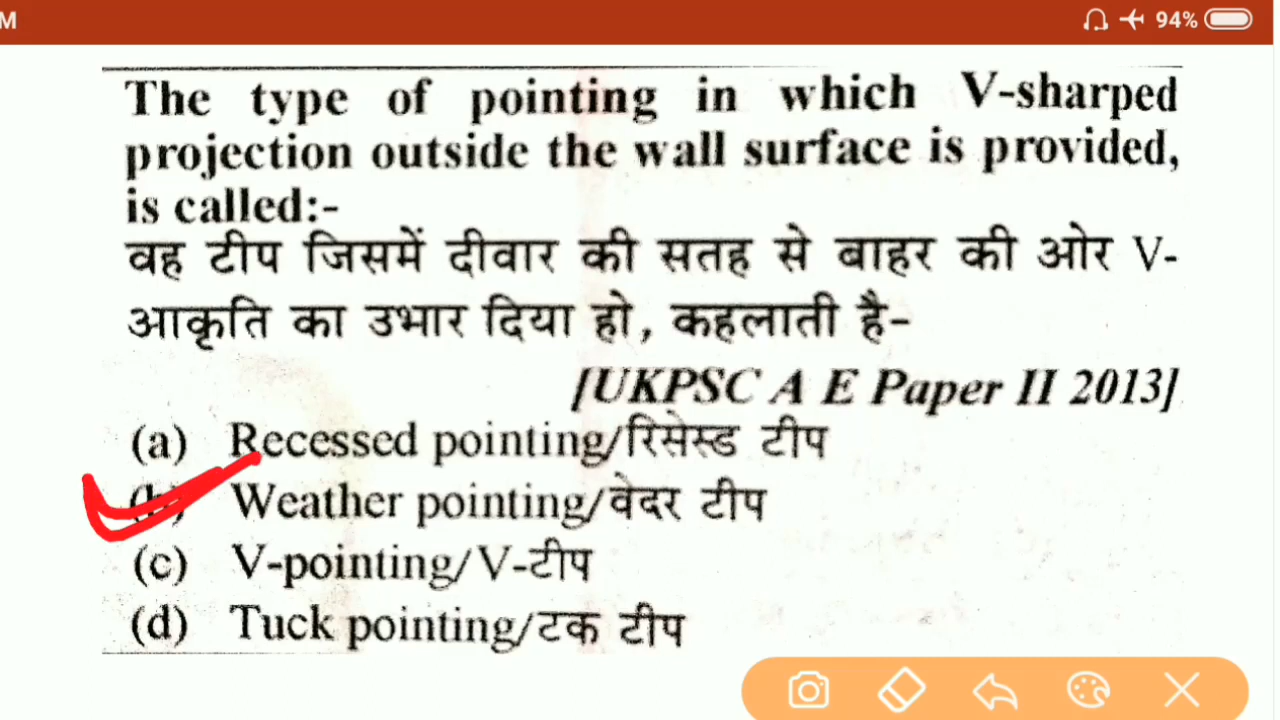 M
94%
The type of pointing in which V-sharped
projection outside the wall surface is provided,
is called:-
वह टीप जिसमें दीवार की सतह से बाहर की ओर V-
आकृति का उभार दिया हो, कहलाती है-
[UKPSC A E Paper II 2013]
(a) Recessed pointing/रिसेस्ड टीप
(b) Weather pointing/वेदर टीप
(c) V-pointing/V-टीप
(d) Tuck pointing/टक टीप